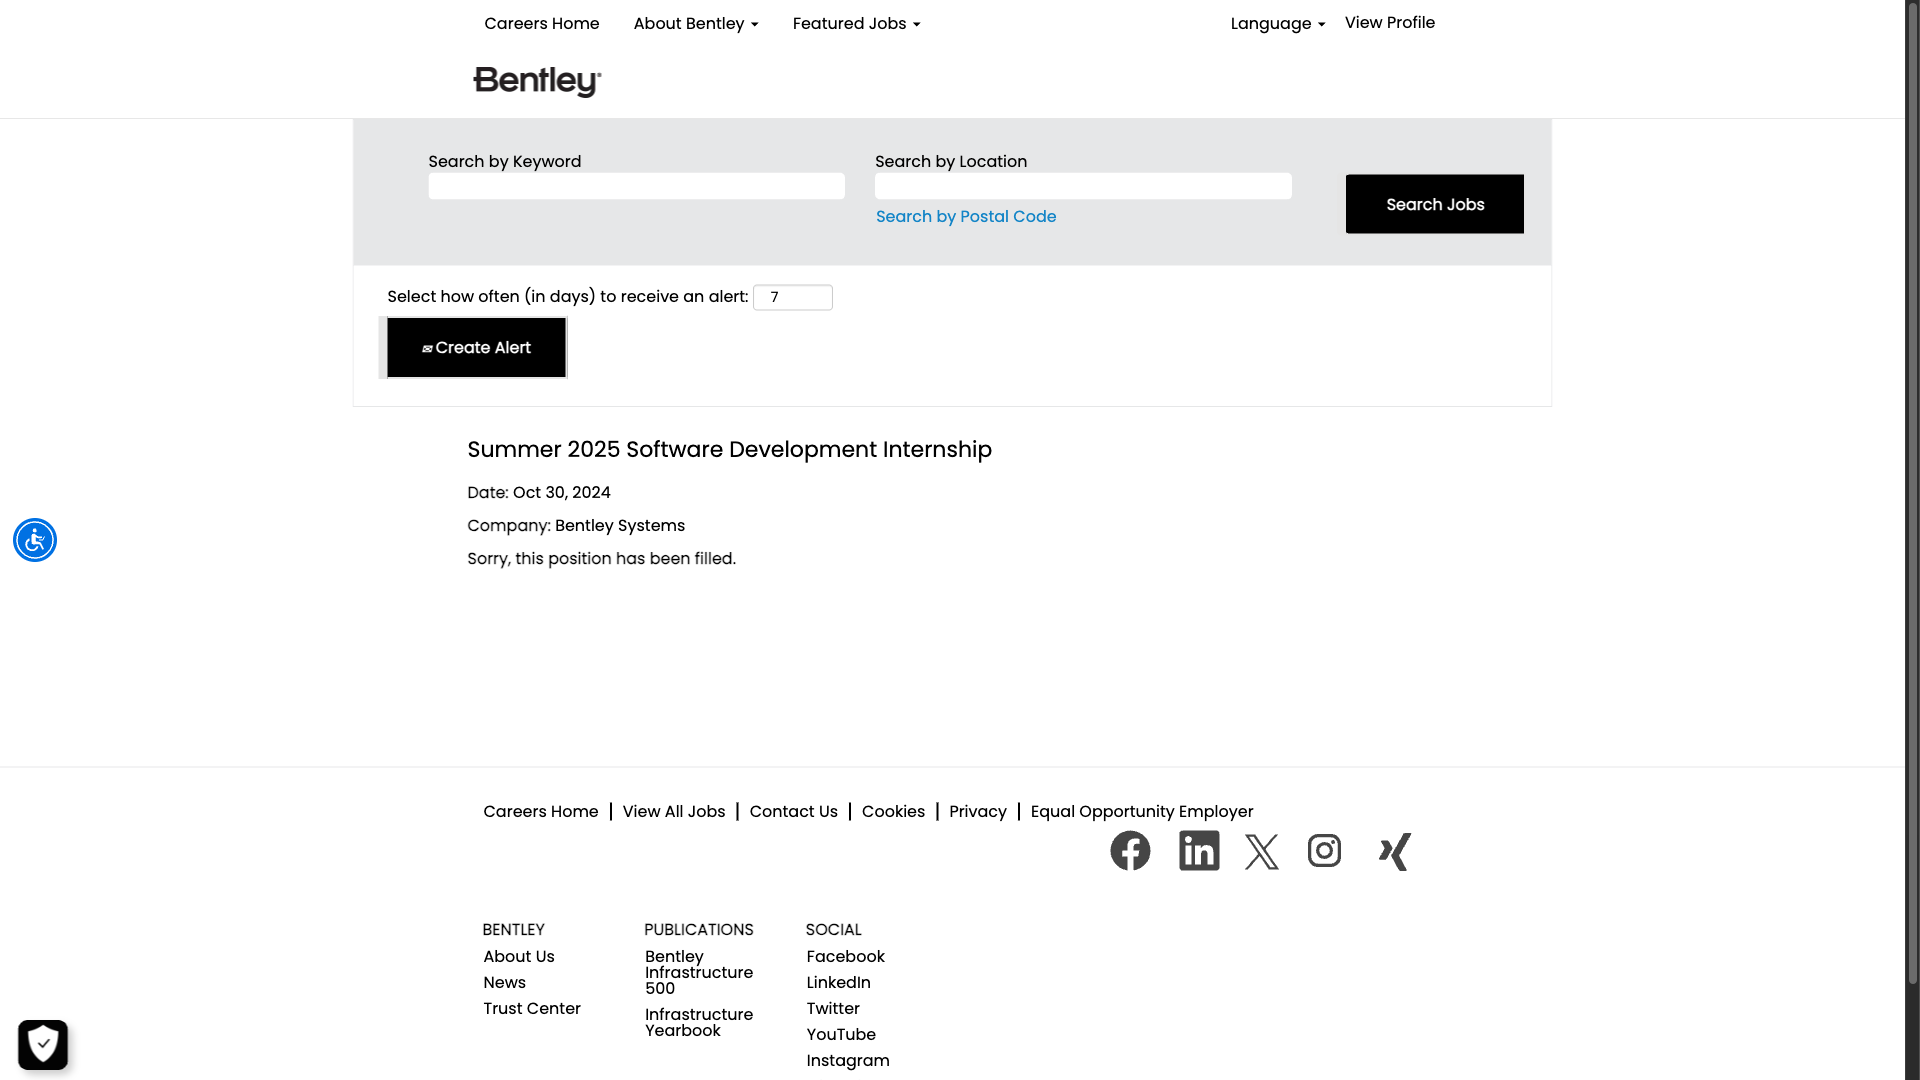 Careers Home
About Bentley
Featured Jobs
Language
View Profile
Bentley®
Search by Keyword
Search by Location
Search by Postal Code
Search Jobs
Select how often (in days) to receive an alert: 7
✉ Create Alert
Summer 2025 Software Development Internship
Date: Oct 30, 2024
Company: Bentley Systems
Sorry, this position has been filled.
Careers Home
View All Jobs
Contact Us
Cookies
Privacy
Equal Opportunity Employer
BENTLEY
About Us
News
Trust Center
PUBLICATIONS
Bentley
Infrastructure
500
Infrastructure
Yearbook
SOCIAL
Facebook
LinkedIn
Twitter
YouTube
Instagram